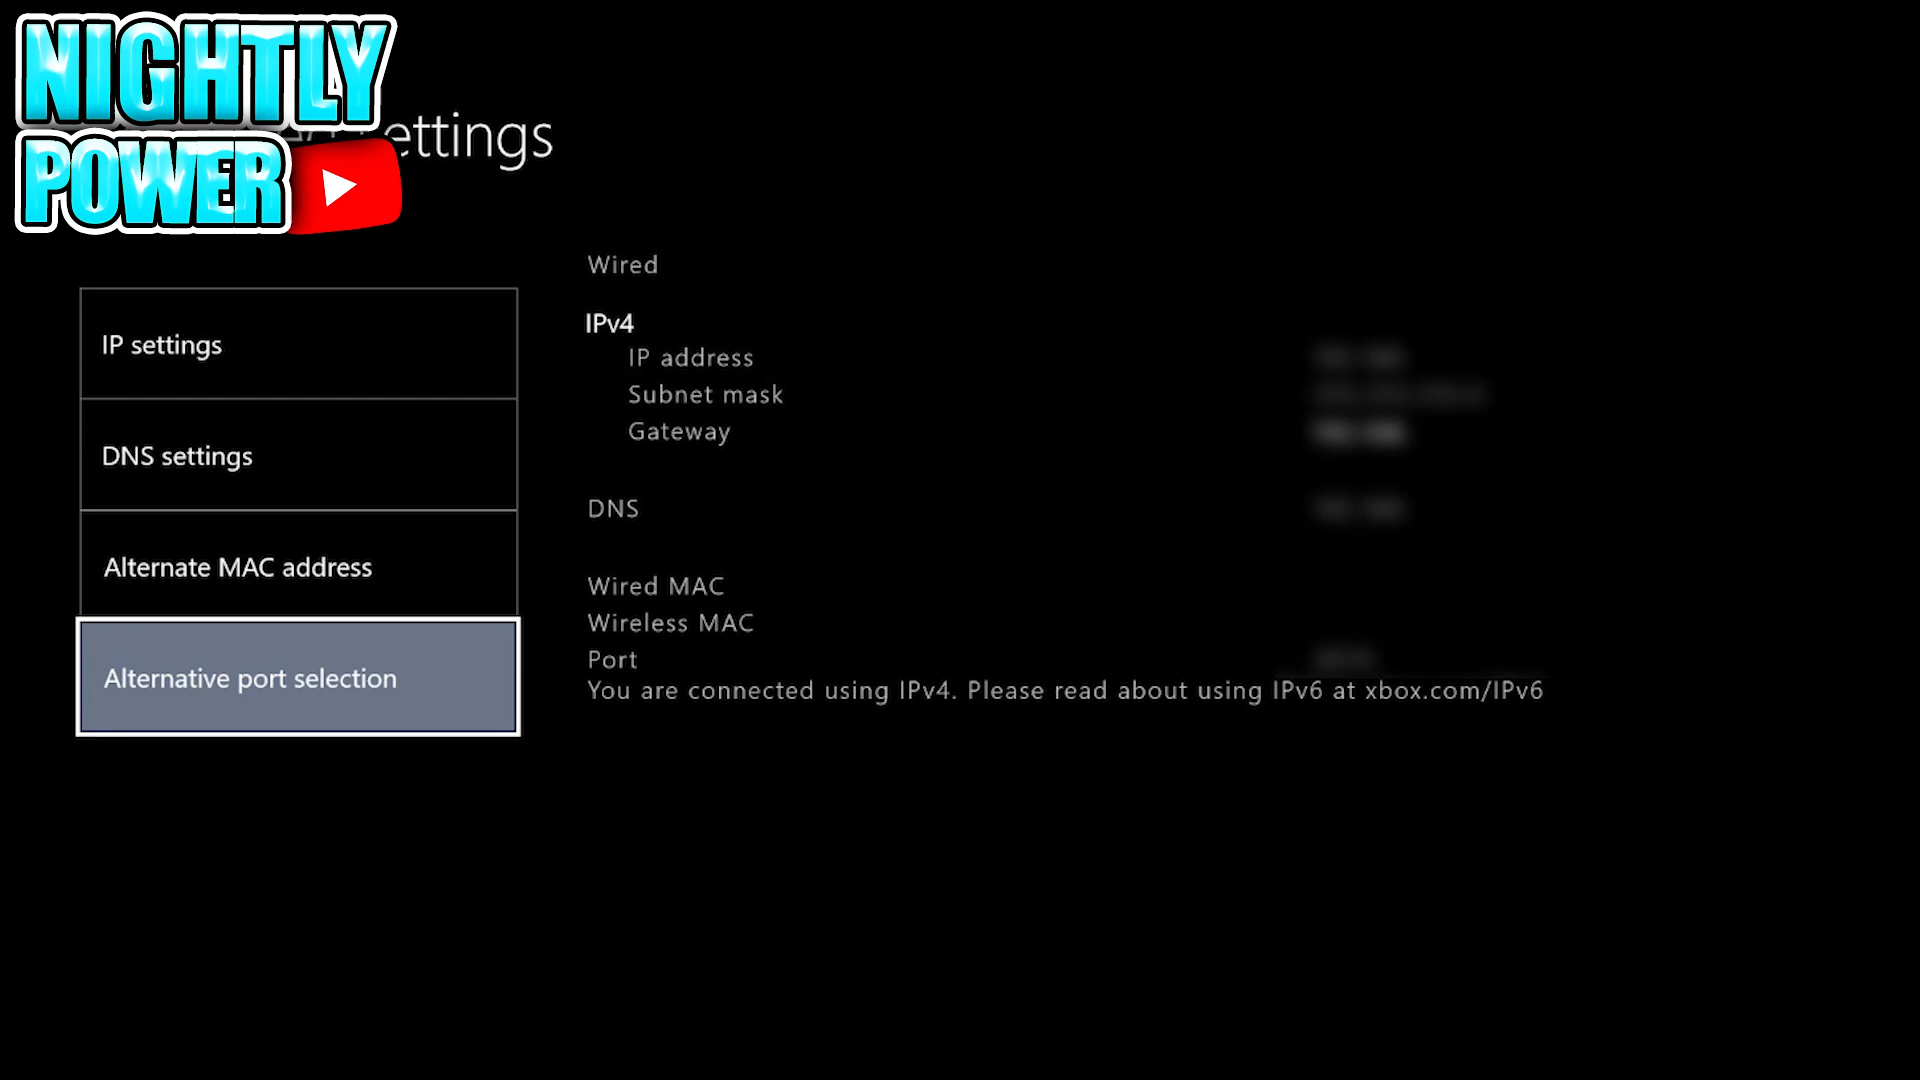 NIGHTLY
POWER
ettings
Wired
IPv4
IP address
Subnet mask
Gateway
DNS
Wired MAC
Wireless MAC
Port
You are connected using IPv4. Please read about using IPv6 at xbox.com/IPv6
IP settings
DNS settings
Alternate MAC address
Alternative port selection